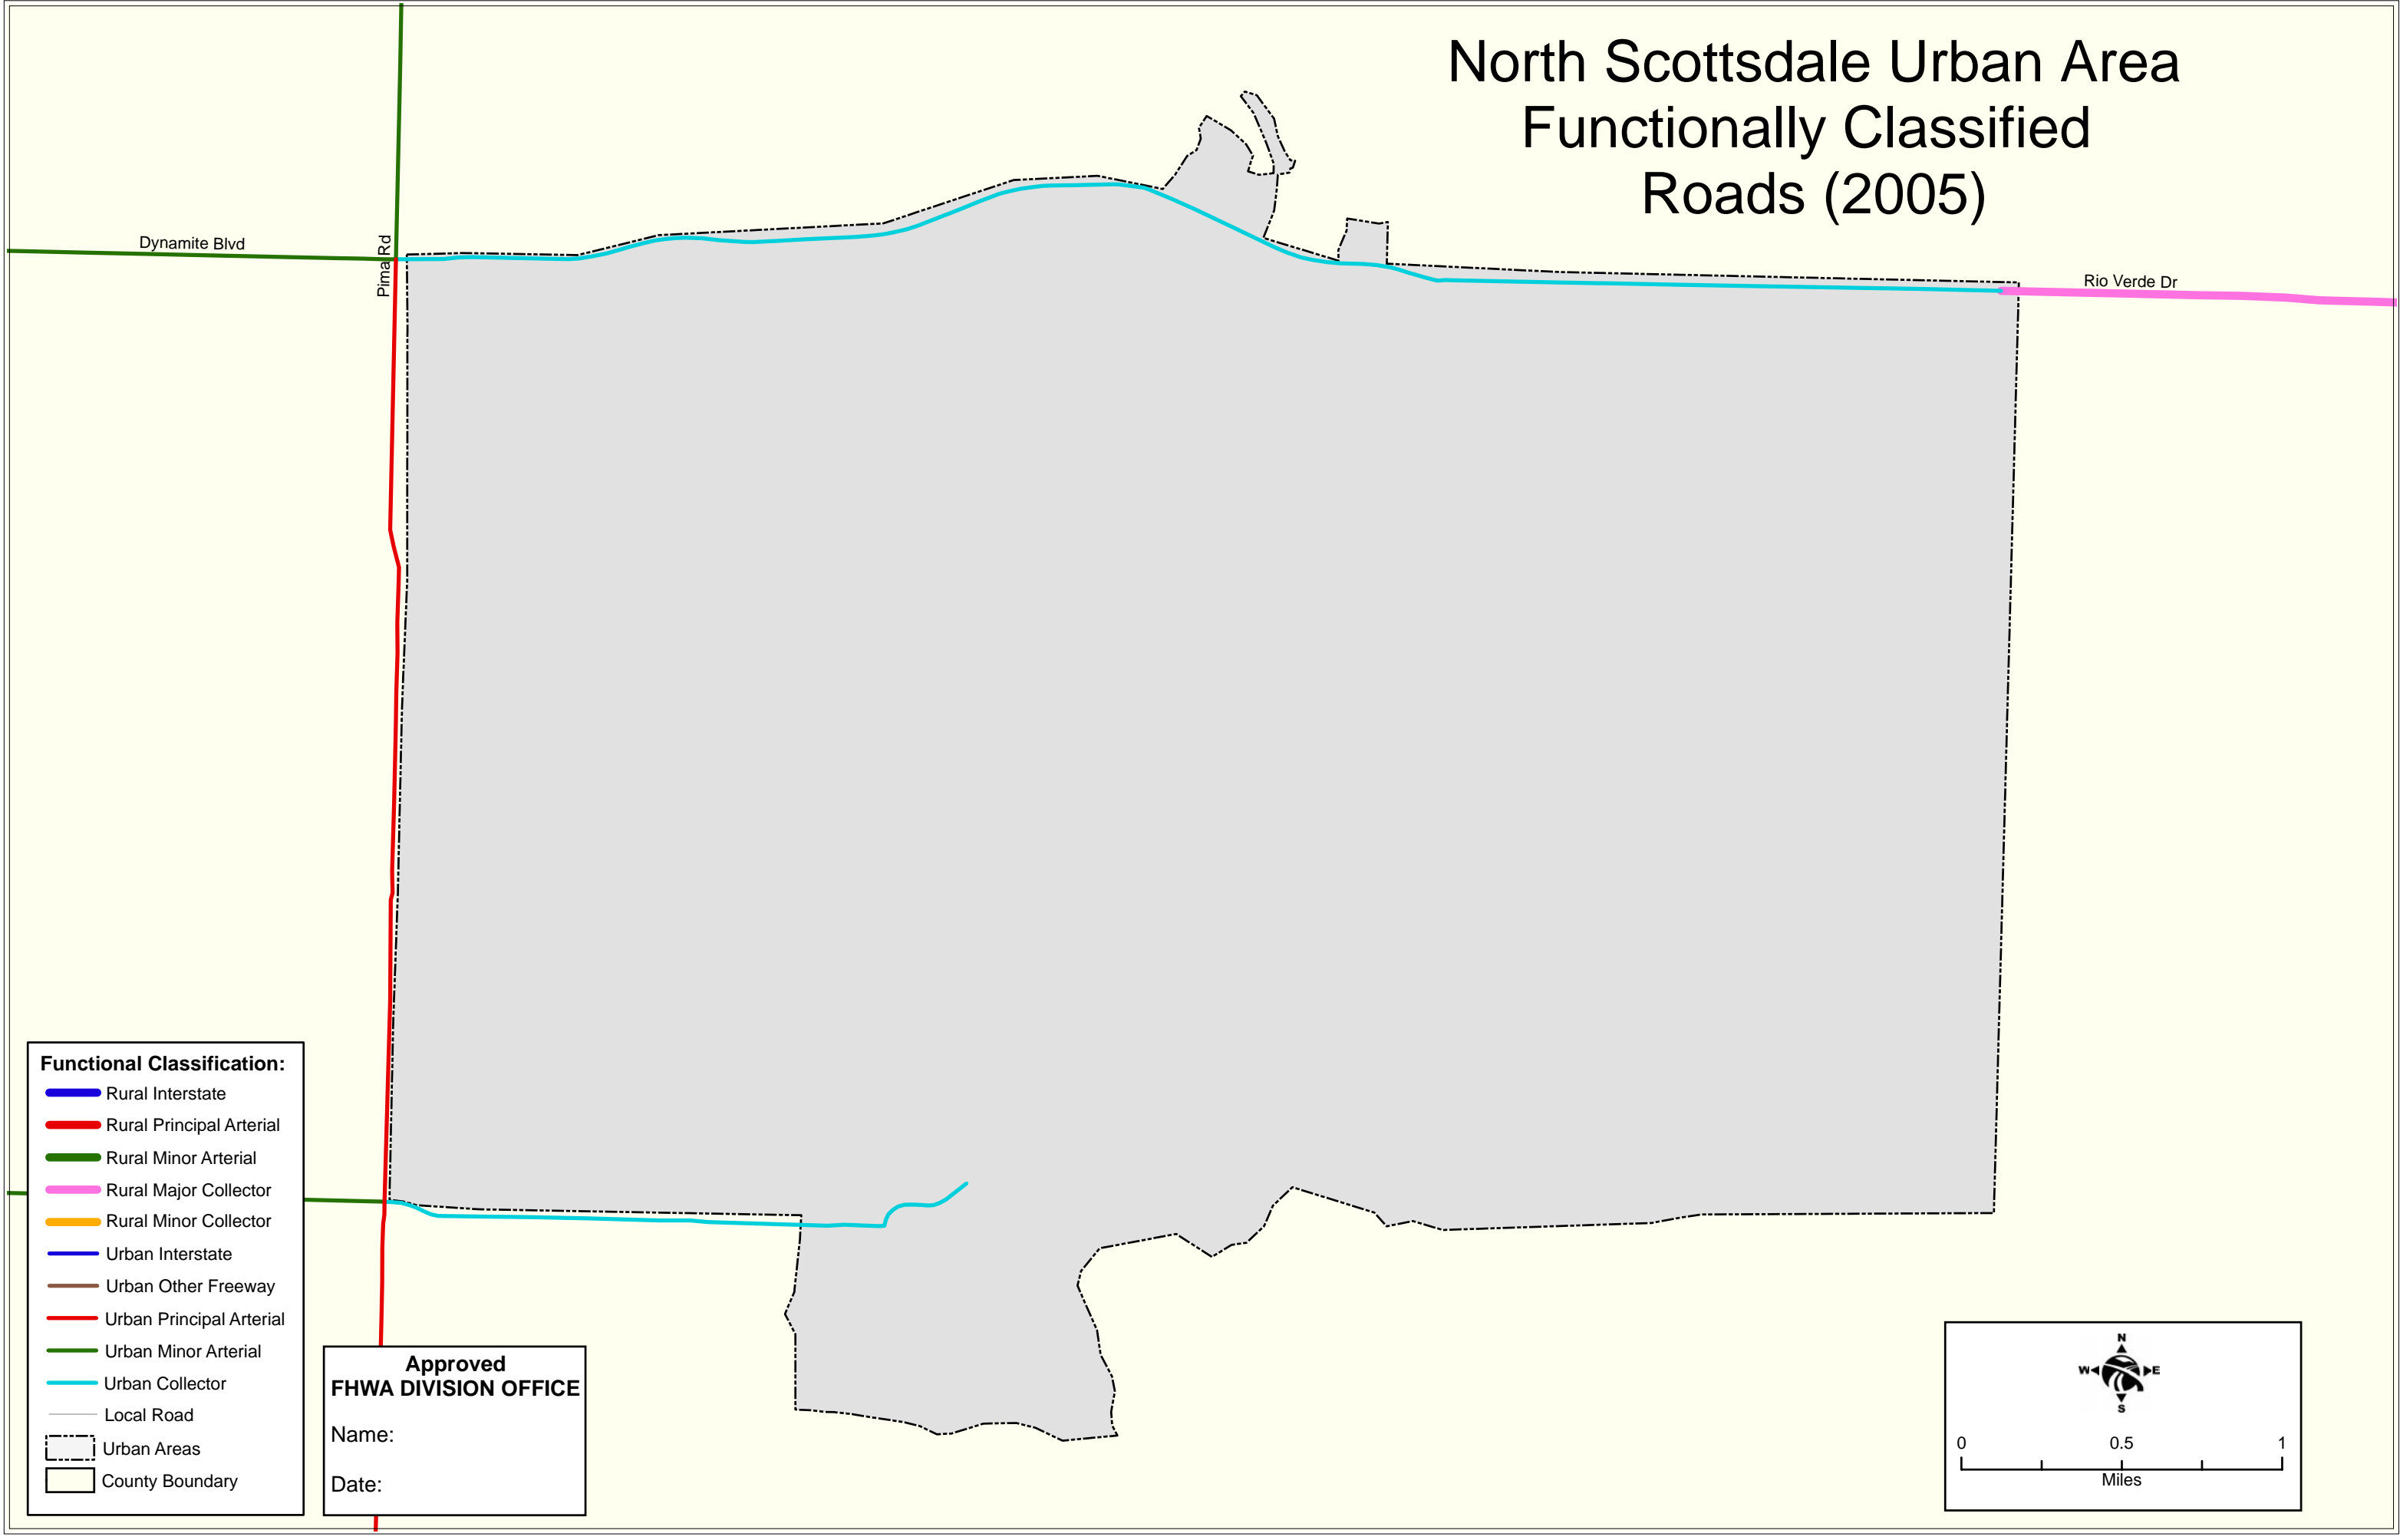 North Scottsdale Urban Area
Functionally Classified
Roads (2005)
Dynamite Blvd
Pima Rd
Rio Verde Dr
Functional Classification:
Rural Interstate
Rural Principal Arterial
Rural Minor Arterial
Rural Major Collector
Rural Minor Collector
Urban Interstate
Urban Other Freeway
Urban Principal Arterial
Urban Minor Arterial
Urban Collector
Local Road
Urban Areas
County Boundary
Approved
FHWA DIVISION OFFICE
Name:
Date:
N
W E
S
0 0.5 1
Miles